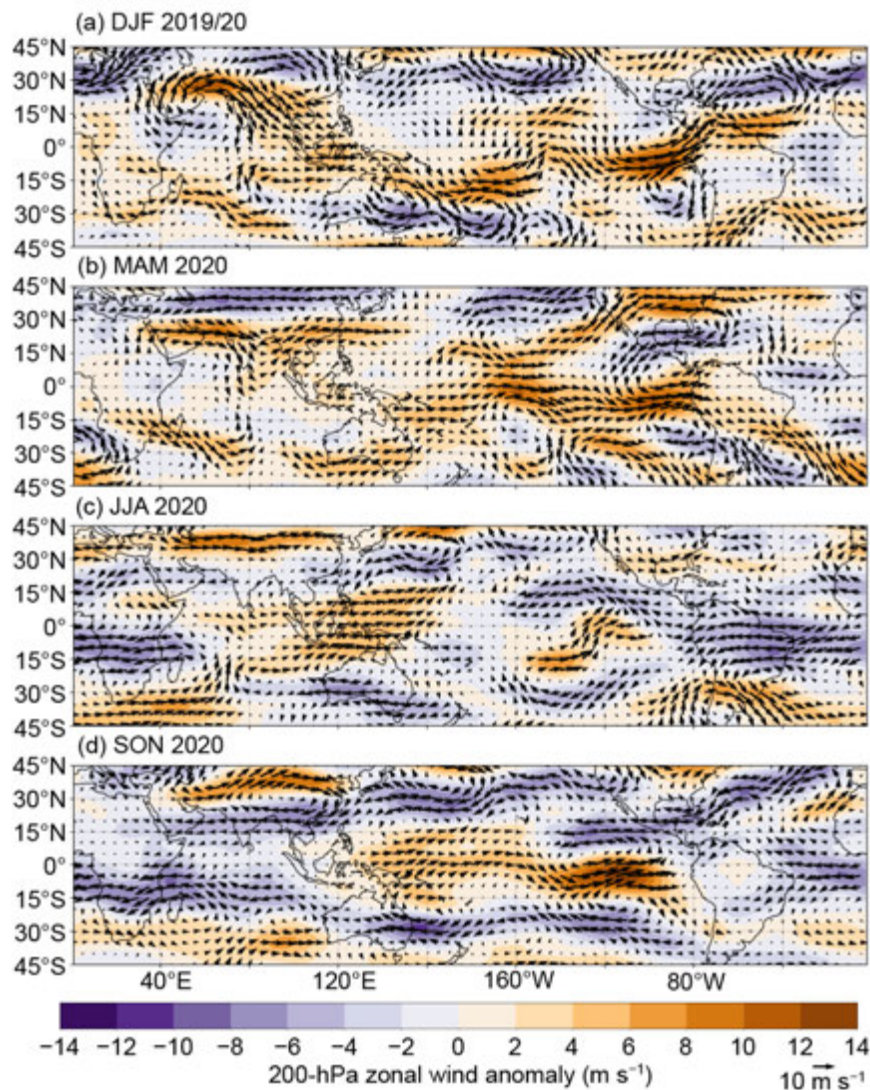 (a) DJF 2019/20
45°N
30°N
15°N
0°
15°S
30°S
45°S
(b) MAM 2020
45°N
30°N
15°N
0°
15°S
30°S
45°S
(c) JJA 2020
45°N
30°N
15°N
0°
15°S
30°S
45°S
(d) SON 2020
45°N
30°N
15°N
0°
15°S
30°S
45°S
40°E 120°E 160°W 80°W
−14 −12 −10 −8 −6 −4 −2 0 2 4 6 8 10 12 14
200-hPa zonal wind anomaly (m s⁻¹)
10 m s⁻¹